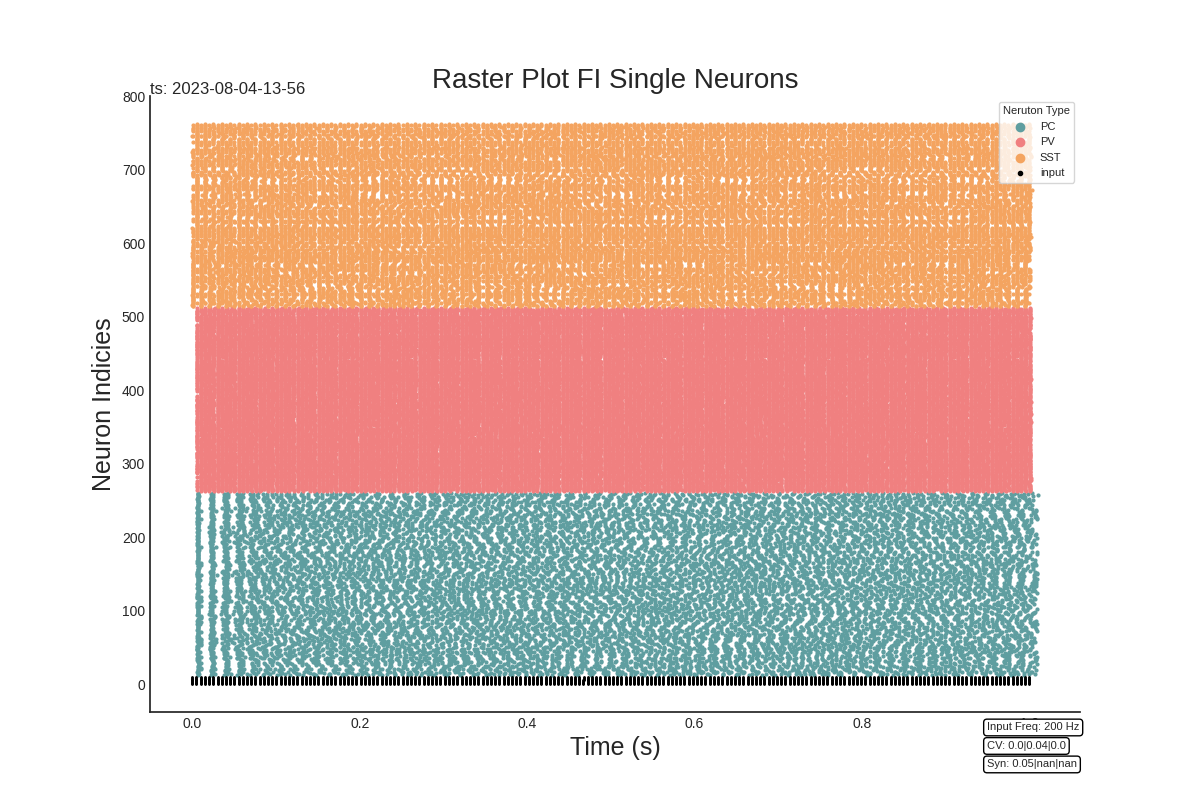 Raster Plot FI Single Neurons
ts: 2023-08-04-13-56
Neruton Type
PC
PV
SST
input
800
700
600
500
400
300
200
100
0
Neuron Indicies
0.0 0.2 0.4 0.6 0.8
Time (s)
Input Freq: 200 Hz
CV: 0.0|0.04|0.0
Syn: 0.05|nan|nan